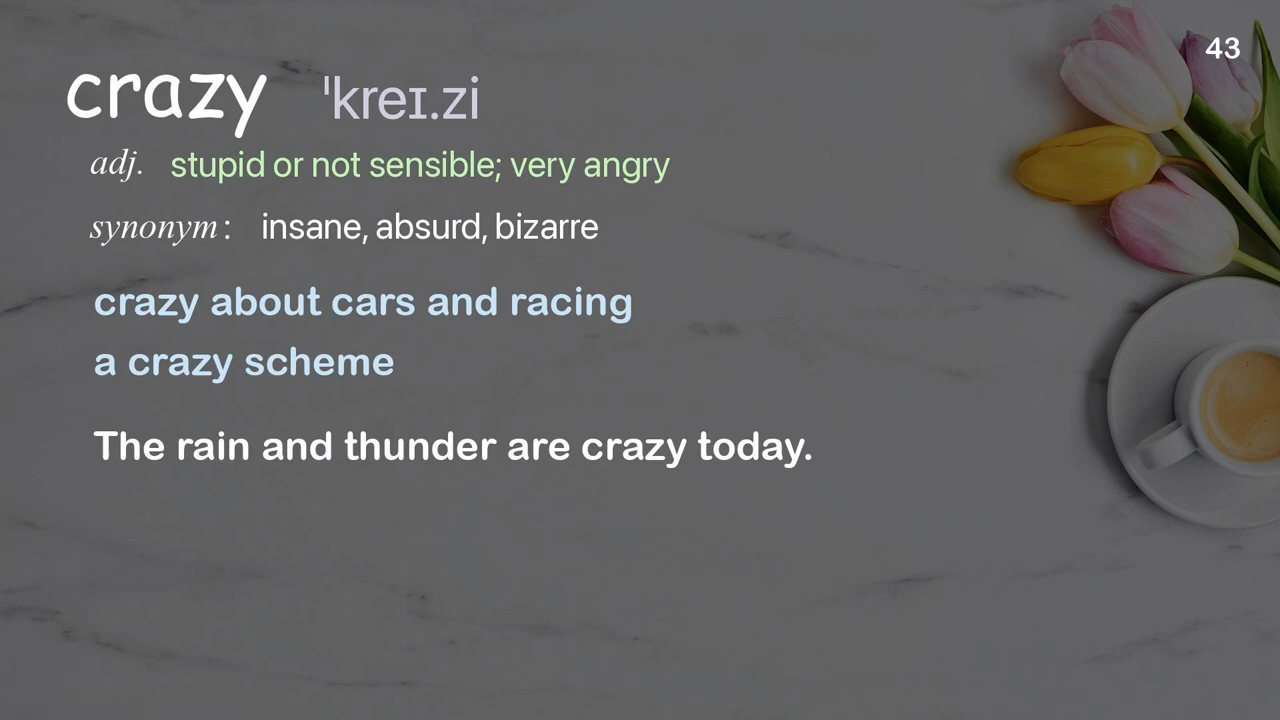 43
crazy ˈkreɪ.zi
adj. stupid or not sensible; very angry
synonym: insane, absurd, bizarre
crazy about cars and racing
a crazy scheme
The rain and thunder are crazy today.